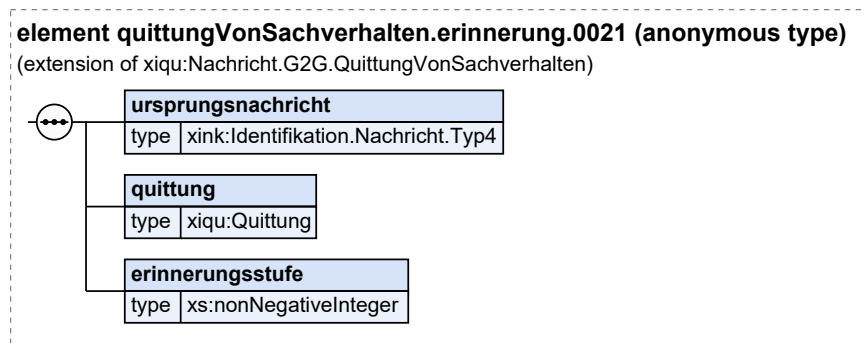 element quittungVonSachverhalten.erinnerung.0021 (anonymous type)
(extension of xiqu:Nachricht.G2G.QuittungVonSachverhalten)
ursprungsnachricht
type xink:Identifikation.Nachricht.Typ4
quittung
type xiqu:Quittung
erinnerungsstufe
type xs:nonNegativeInteger